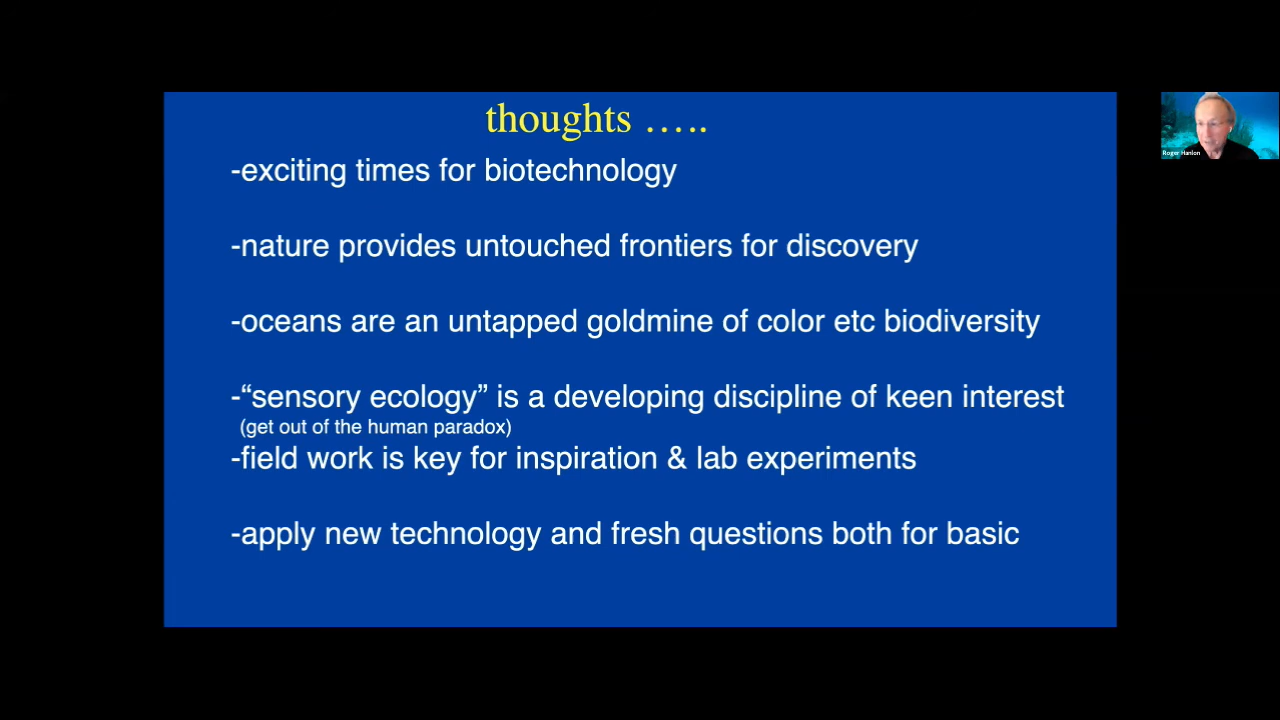 thoughts …..
-exciting times for biotechnology
-nature provides untouched frontiers for discovery
-oceans are an untapped goldmine of color etc biodiversity
-“sensory ecology” is a developing discipline of keen interest
(get out of the human paradox)
-field work is key for inspiration & lab experiments
-apply new technology and fresh questions both for basic
Roger Hanlon